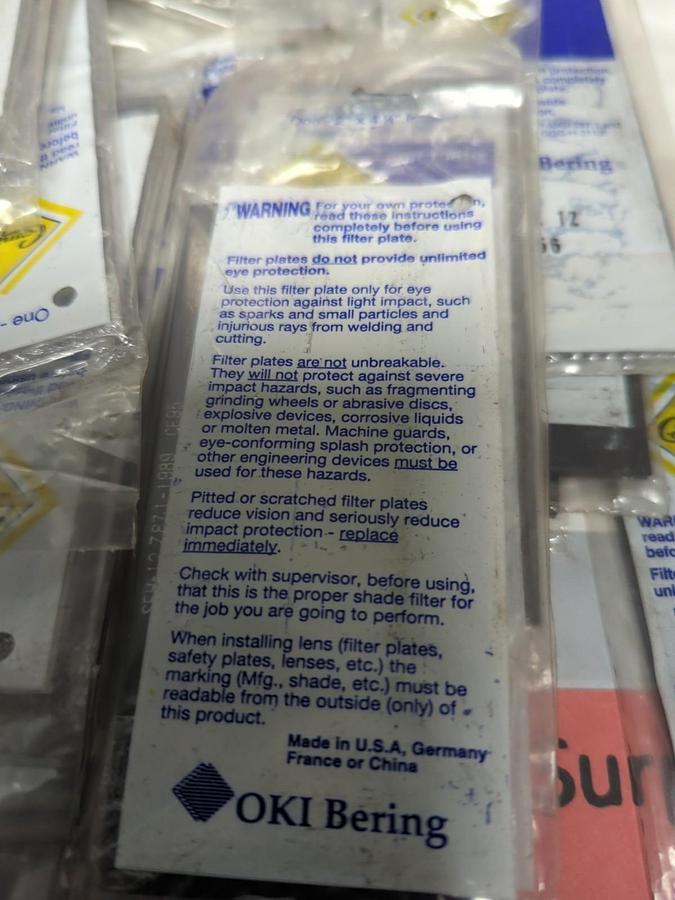 WARNING For your own
read these instructions
completely before using
this filter plate.
Filter plates do not provide unlimited
eye protection.
Use this filter plate only for eye
protection against light impact, such
as sparks and small particles and
injurious rays from welding and
cutting.
Filter plates are not unbreakable.
They will not protect against severe
impact hazards, such as fragmenting
grinding wheels or abrasive discs,
explosive devices, corrosive liquids
or molten metal. Machine guards,
eye-conforming splash protection, or
other engineering devices must be
used for these hazards.
Pitted or scratched filter plates
reduce vision and seriously reduce
impact protection - replace
immediately.
Check with supervisor, before using,
that this is the proper shade filter for
the job you are going to perform.
When installing lens (filter plates,
safety plates, lenses, etc.) the
marking (Mfg., shade, etc.) must be
readable from the outside (only) of
this product.
Made in U.S.A, Germany
France or China
OKI Bering
Bering
12
One -